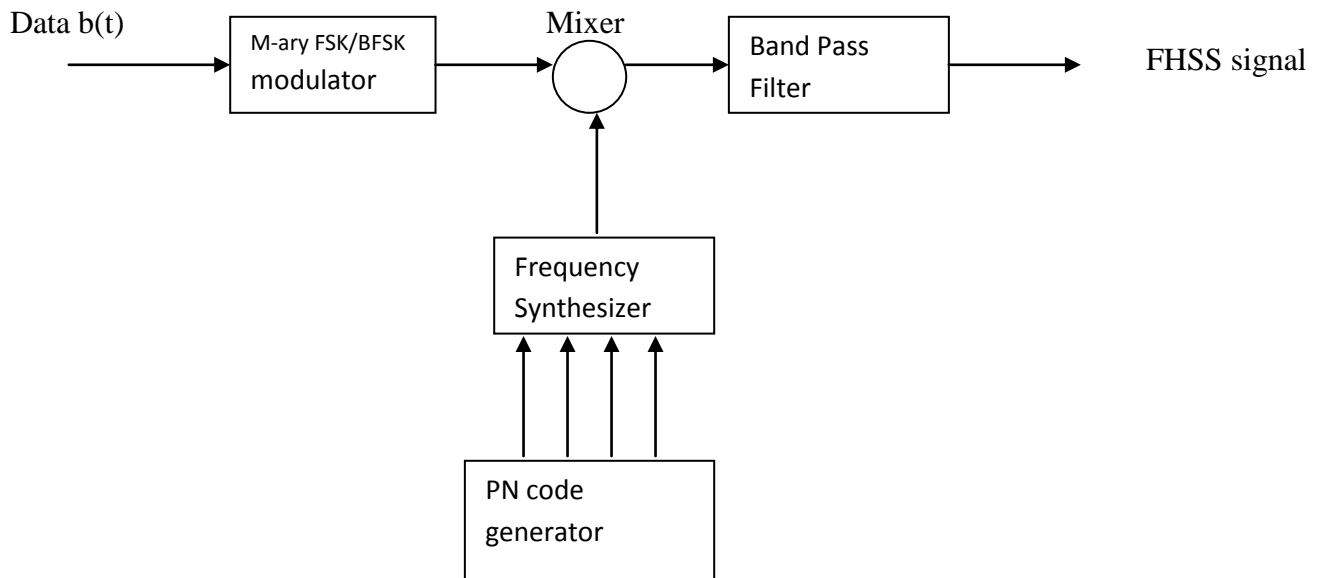 Data b(t)
M-ary FSK/BFSK
modulator
Mixer
Band Pass
Filter
FHSS signal
Frequency
Synthesizer
PN code
generator